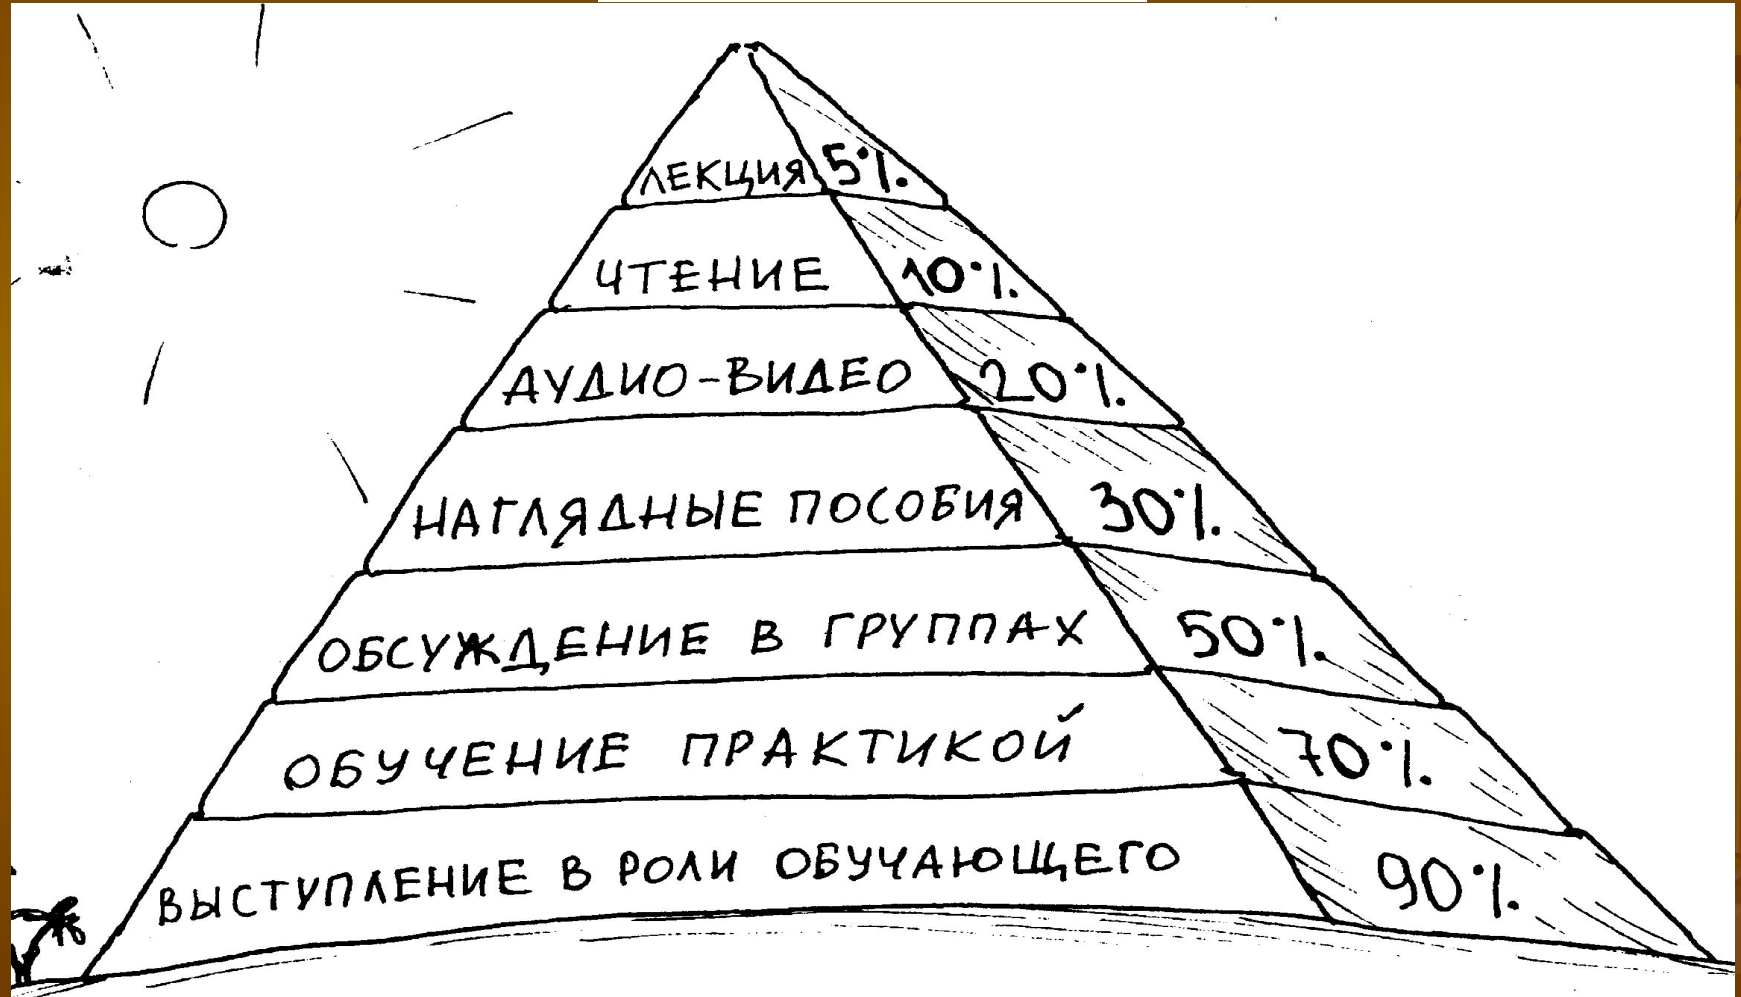 ЛЕКЦИЯ 5%
ЧТЕНИЕ 10%
АУДИО-ВИДЕО 20%
НАГЛЯДНЫЕ ПОСОБИЯ 30%
ОБСУЖДЕНИЕ В ГРУППАХ 50%
ОБУЧЕНИЕ ПРАКТИКОЙ 70%
ВЫСТУПЛЕНИЕ В РОЛИ ОБУЧАЮЩЕГО 90%